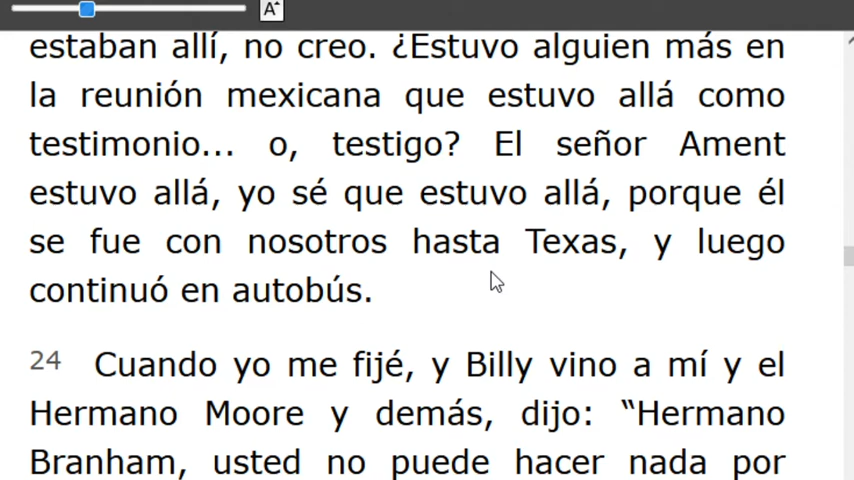 A
estaban allí, no creo. ¿Estuvo alguien más en
la reunión mexicana que estuvo allá como
testimonio... o, testigo? El señor Ament
estuvo allá, yo sé que estuvo allá, porque él
se fue con nosotros hasta Texas, y luego
continuó en autobús.
24 Cuando yo me fijé, y Billy vino a mí y el
Hermano Moore y demás, dijo: “Hermano
Branham, usted no puede hacer nada por